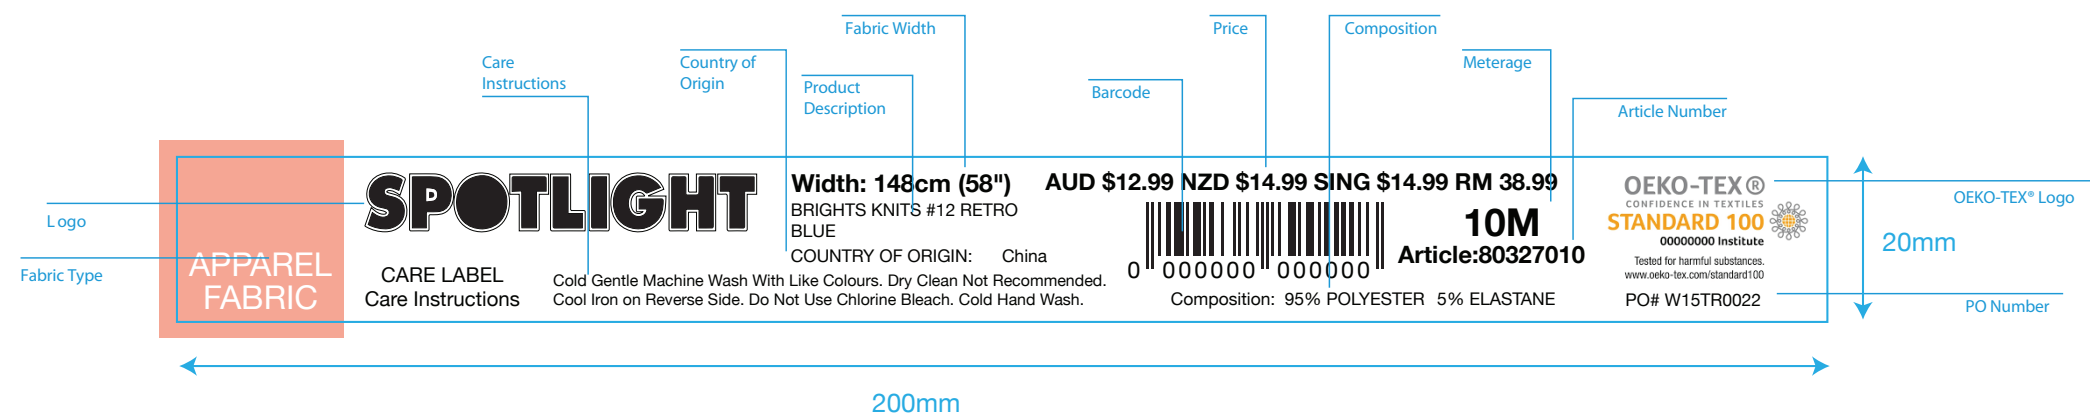 Fabric Width
Price
Composition
Care
Instructions
Country of
Origin
Product
Description
Barcode
Meterage
Article Number
Logo
Fabric Type
APPAREL
FABRIC
SPOTLIGHT
CARE LABEL
Care Instructions
Width: 148cm (58")
BRIGHTS KNITS #12 RETRO
BLUE
COUNTRY OF ORIGIN: China
Cold Gentle Machine Wash With Like Colours. Dry Clean Not Recommended.
Cool Iron on Reverse Side. Do Not Use Chlorine Bleach. Cold Hand Wash.
AUD $12.99 NZD $14.99 SING $14.99 RM 38.99
0 000000 000000
10M
Article:80327010
Composition: 95% POLYESTER 5% ELASTANE
OEKO-TEX®
CONFIDENCE IN TEXTILES
STANDARD 100
00000000 Institute
Tested for harmful substances.
www.oeko-tex.com/standard100
PO# W15TR0022
OEKO-TEX® Logo
20mm
PO Number
200mm